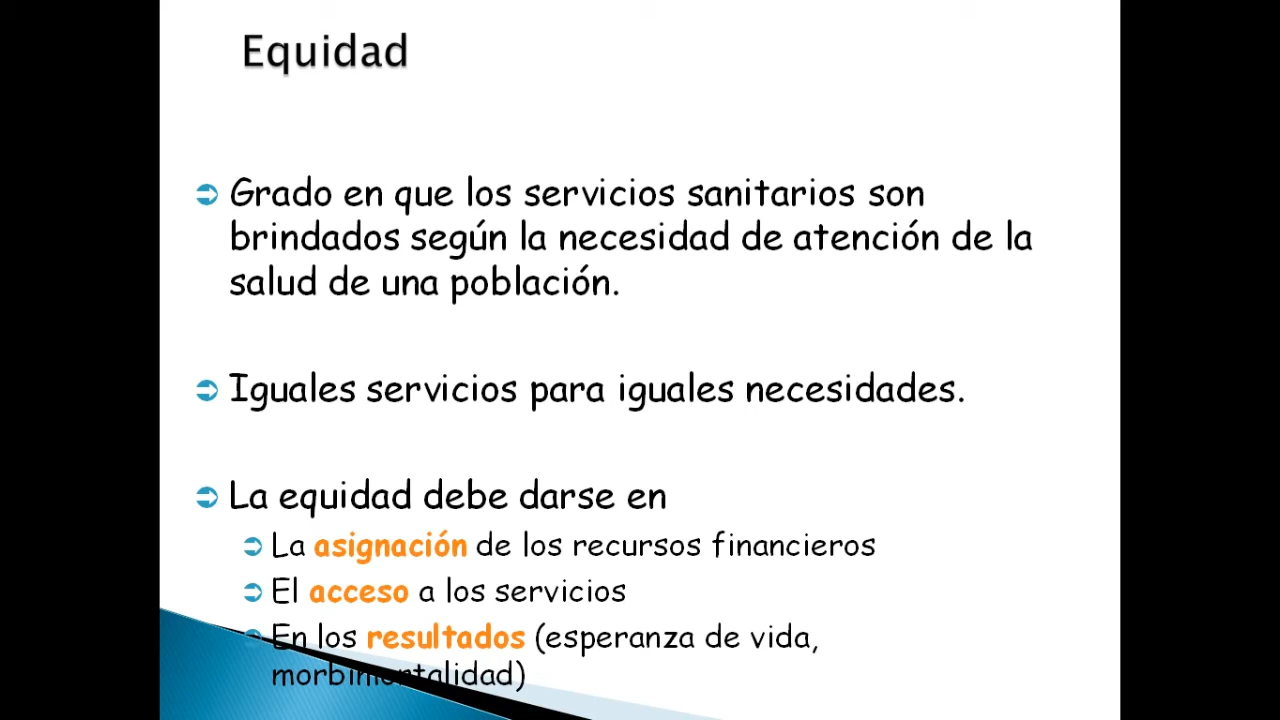 Equidad
Grado en que los servicios sanitarios son
brindados según la necesidad de atención de la
salud de una población.
Iguales servicios para iguales necesidades.
La equidad debe darse en
La asignación de los recursos financieros
El acceso a los servicios
En los resultados (esperanza de vida,
morbimortalidad)